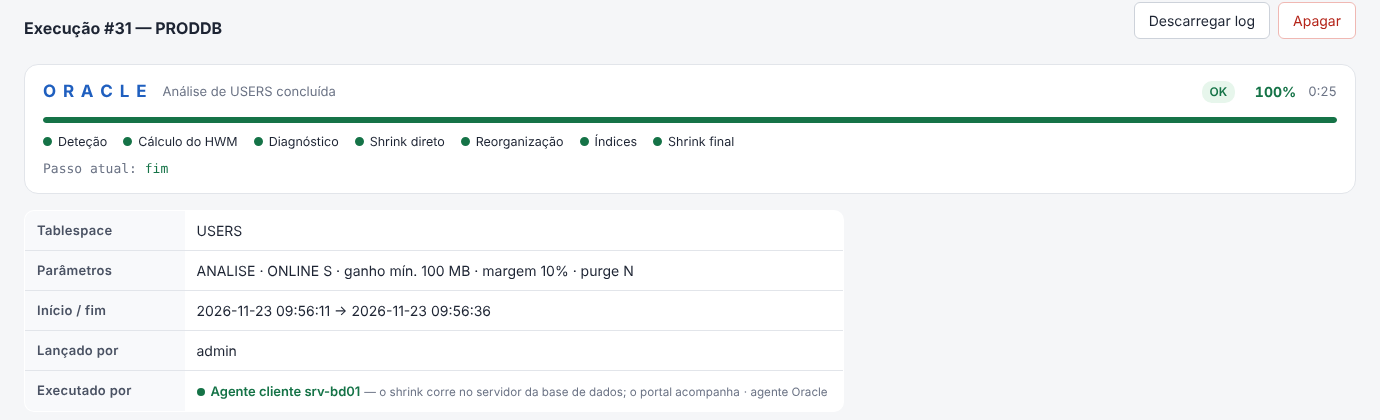 Execução #31 — PRODDB
Descarregar log
Apagar
ORACLE Análise de USERS concluída
OK 100% 0:25
Deteção Cálculo do HWM Diagnóstico Shrink direto Reorganização Índices Shrink final
Passo atual: fim
Tablespace USERS
Parâmetros ANALISE · ONLINE S · ganho mín. 100 MB · margem 10% · purge N
Início / fim 2026-11-23 09:56:11 → 2026-11-23 09:56:36
Lançado por admin
Executado por Agente cliente srv-bd01 — o shrink corre no servidor da base de dados; o portal acompanha · agente Oracle